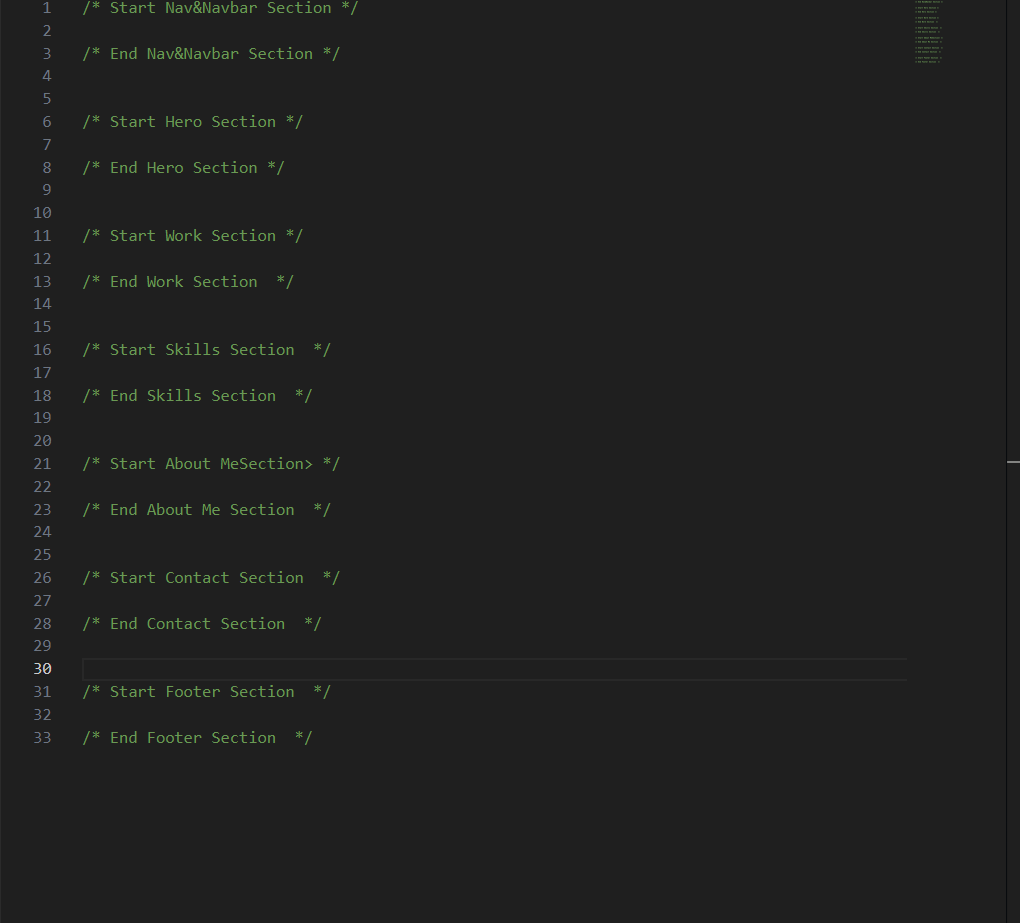 1 /* Start Nav&Navbar Section */
2
3 /* End Nav&Navbar Section */
4
5
6 /* Start Hero Section */
7
8 /* End Hero Section */
9
10
11 /* Start Work Section */
12
13 /* End Work Section  */
14
15
16 /* Start Skills Section  */
17
18 /* End Skills Section  */
19
20
21 /* Start About MeSection> */
22
23 /* End About Me Section  */
24
25
26 /* Start Contact Section  */
27
28 /* End Contact Section  */
29
30
31 /* Start Footer Section  */
32
33 /* End Footer Section  */